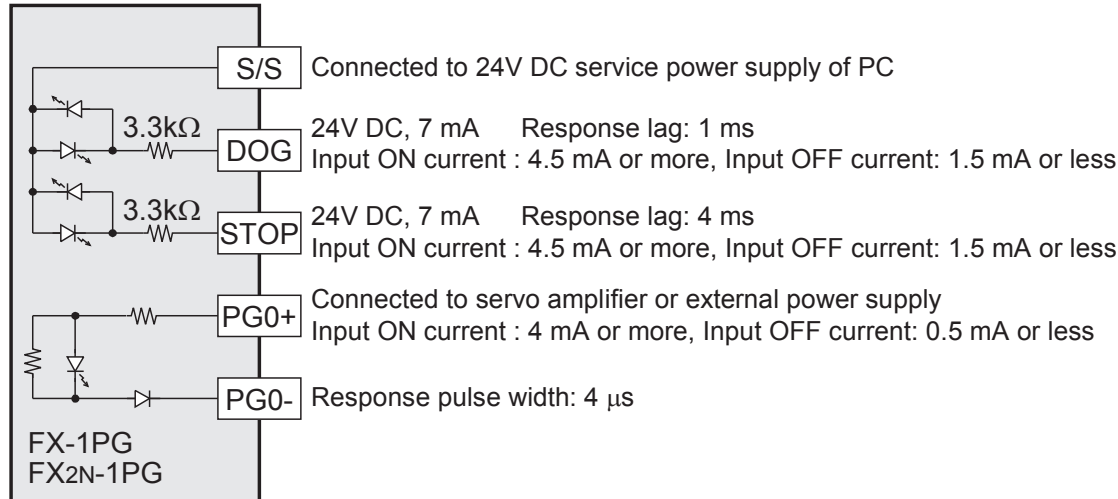 S/S Connected to 24V DC service power supply of PC
3.3kΩ DOG 24V DC, 7 mA Response lag: 1 ms
Input ON current : 4.5 mA or more, Input OFF current: 1.5 mA or less
3.3kΩ STOP 24V DC, 7 mA Response lag: 4 ms
Input ON current : 4.5 mA or more, Input OFF current: 1.5 mA or less
PG0+ Connected to servo amplifier or external power supply
Input ON current : 4 mA or more, Input OFF current: 0.5 mA or less
PG0- Response pulse width: 4 μs
FX-1PG
FX2N-1PG